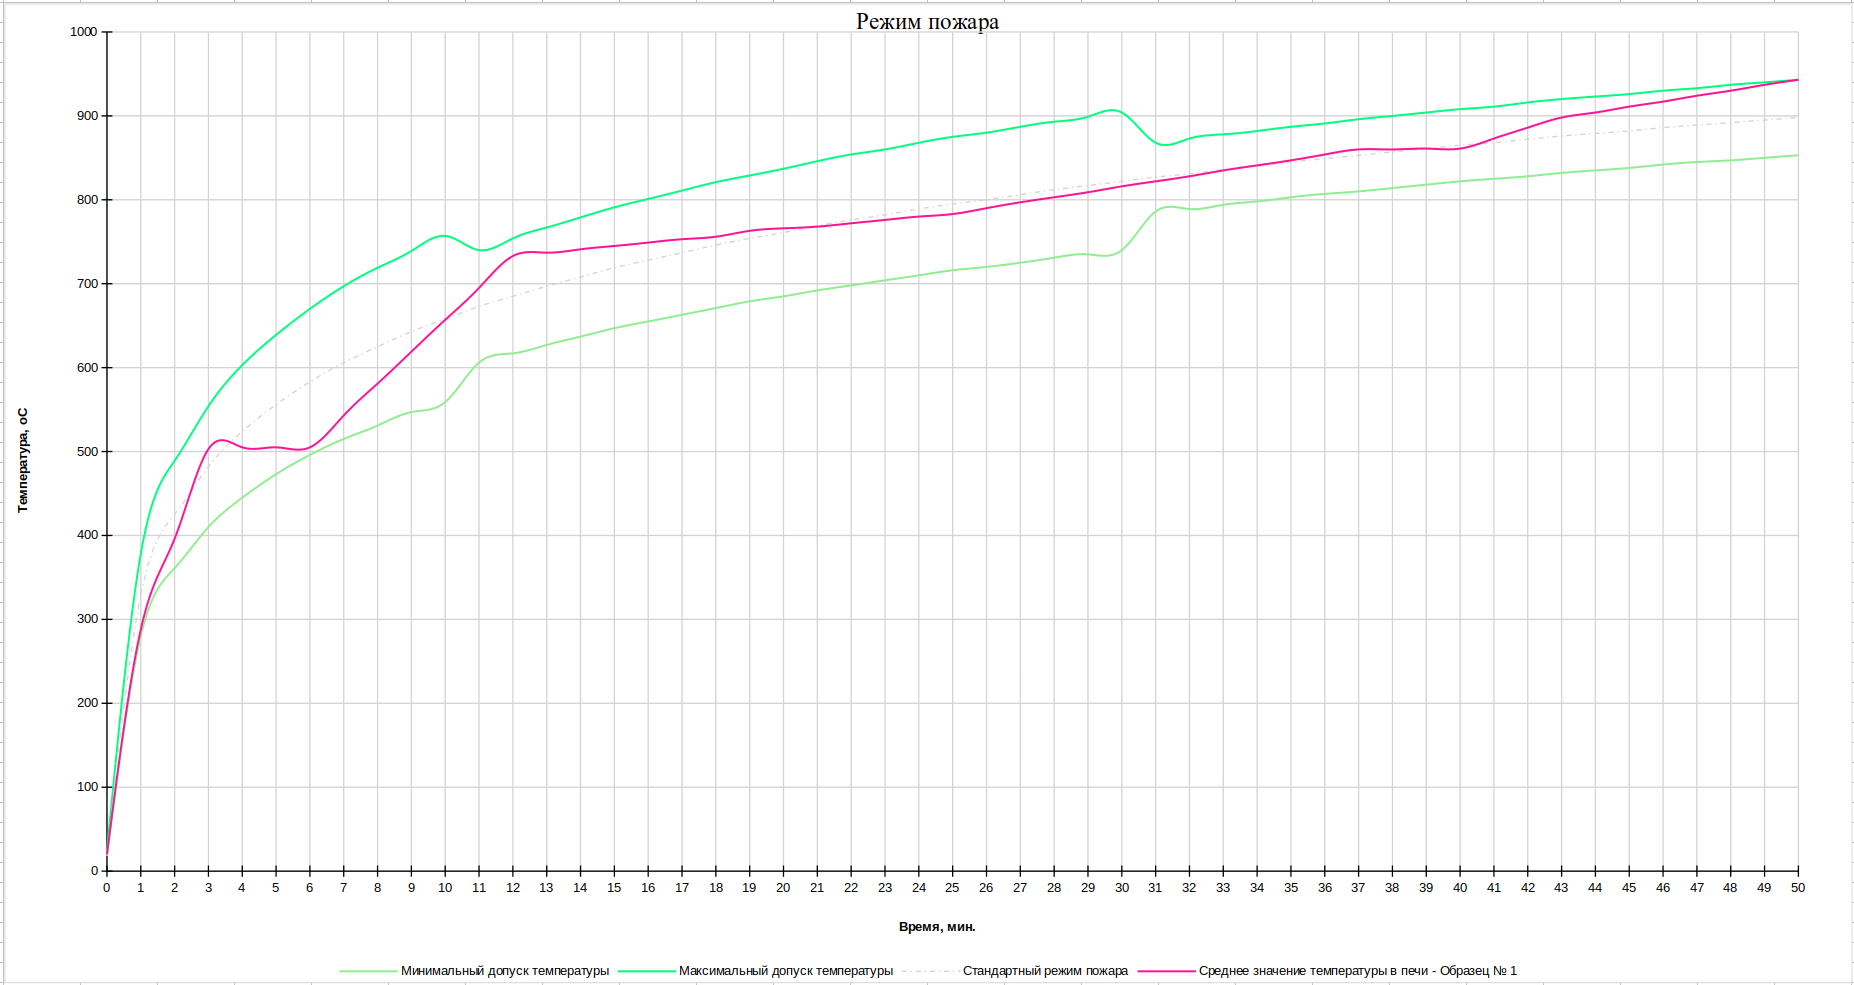 Режим пожара
1000
900
800
700
600
500
400
300
200
100
0
Температура, оС
0 1 2 3 4 5 6 7 8 9 10 11 12 13 14 15 16 17 18 19 20 21 22 23 24 25 26 27 28 29 30 31 32 33 34 35 36 37 38 39 40 41 42 43 44 45 46 47 48 49 50
Время, мин.
Минимальный допуск температуры Максимальный допуск температуры Стандартный режим пожара Среднее значение температуры в печи - Образец № 1